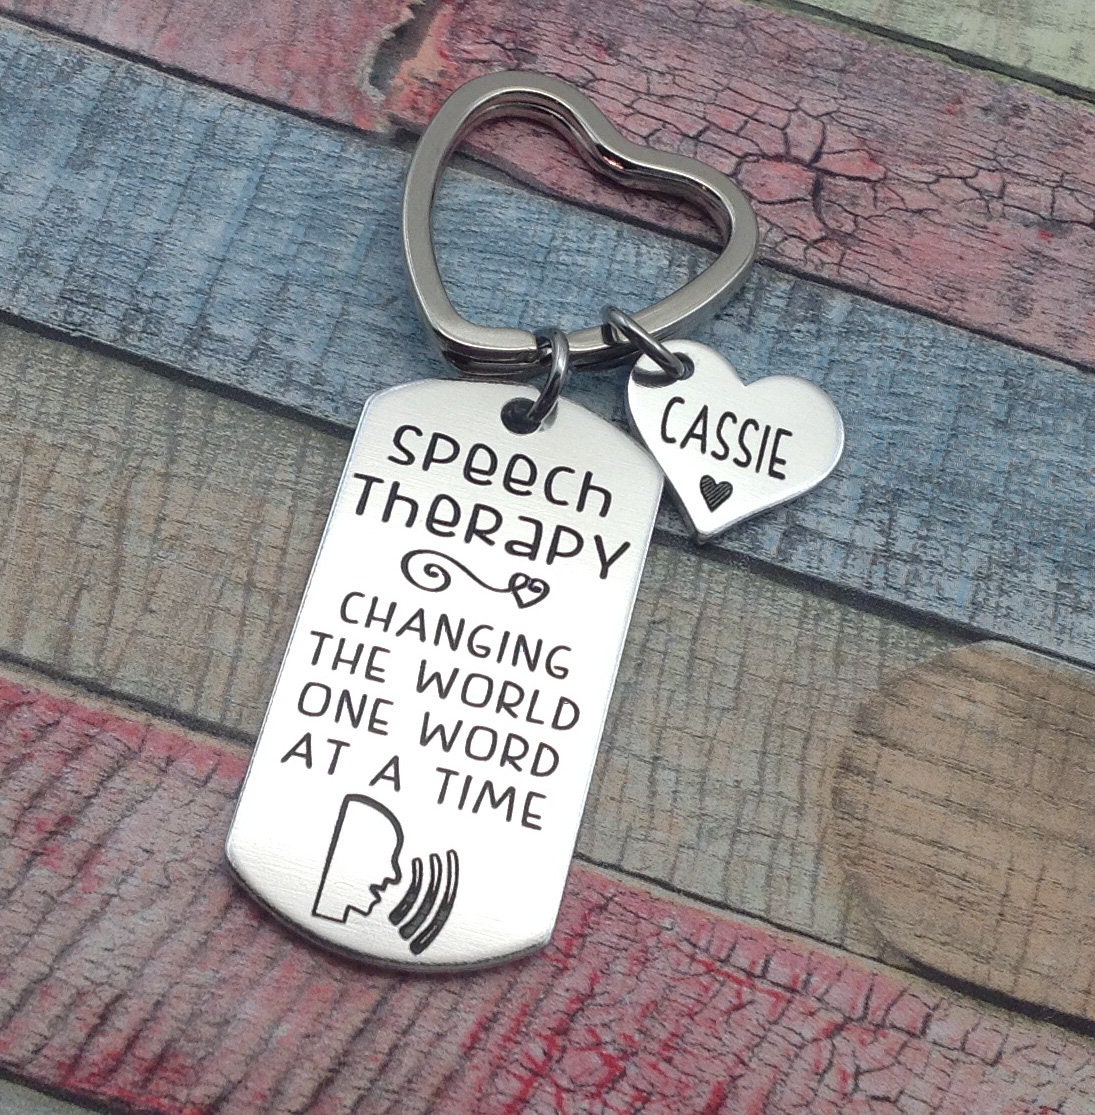 SPeeCH
THeRaPY
CHANGING
THE WORLD
ONE WORD
AT A TIME
CASSIE